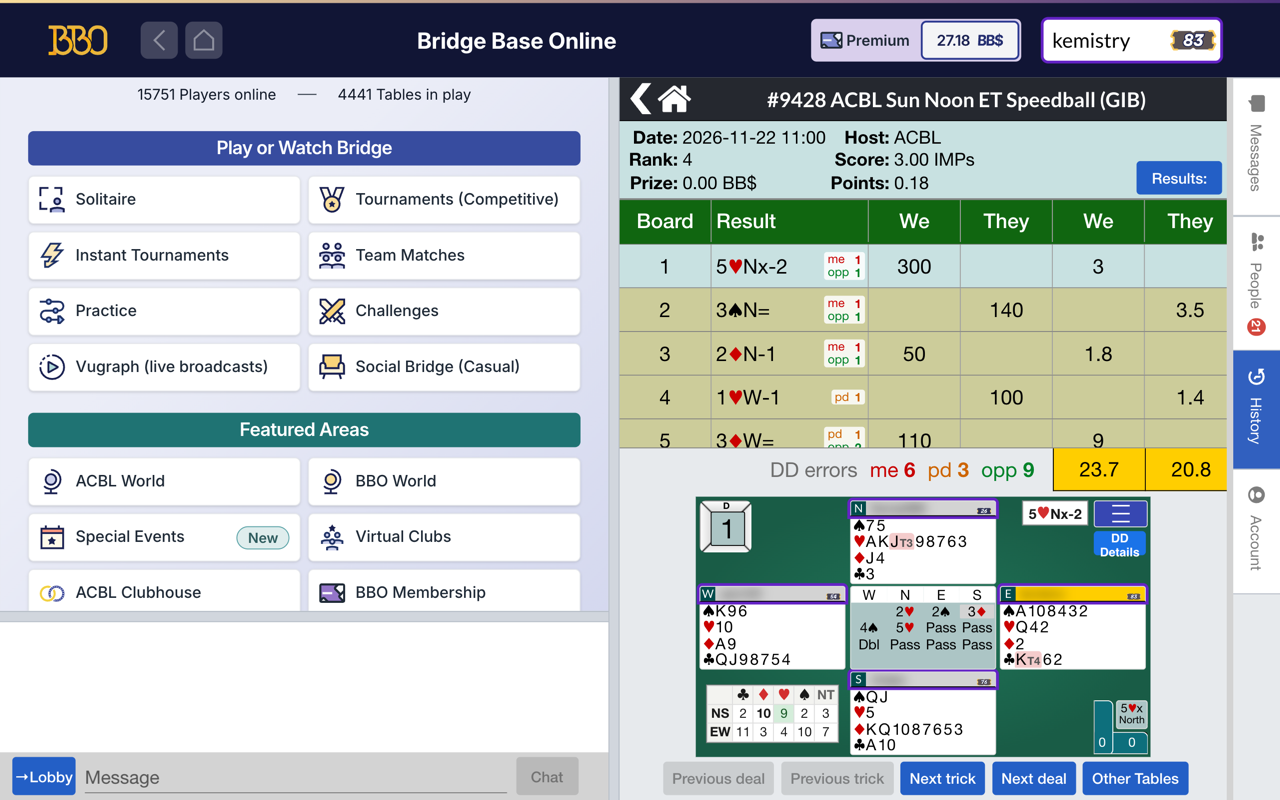 BBO
Bridge Base Online
Premium 27.18 BB$
kemistry 83
15751 Players online — 4441 Tables in play
Play or Watch Bridge
Solitaire
Tournaments (Competitive)
Instant Tournaments
Team Matches
Practice
Challenges
Vugraph (live broadcasts)
Social Bridge (Casual)
Featured Areas
ACBL World
BBO World
Special Events New
Virtual Clubs
ACBL Clubhouse
BBO Membership
→Lobby
Message
Chat
#9428 ACBL Sun Noon ET Speedball (GIB)
Date: 2026-11-22 11:00 Host: ACBL
Rank: 4 Score: 3.00 IMPs
Prize: 0.00 BB$ Points: 0.18
Results:
Board Result We They We They
1 5♥Nx-2 me 1 opp 1 300 3
2 3♠N= me 1 opp 1 140 3.5
3 2♦N-1 me 1 opp 1 50 1.8
4 1♥W-1 pd 1 100 1.4
5 3♦W= pd 1 110 9
DD errors me 6 pd 3 opp 9 23.7 20.8
D
1
N
♠75
♥AKJT398763
♦J4
♣3
5♥Nx-2
DD
Details
W
♠K96
♥10
♦A9
♣QJ98754
W N E S
2♥ 2♠ 3♦
4♠ 5♥ Pass Pass
Dbl Pass Pass Pass
E
♠A108432
♥Q42
♦2
♣KT462
S
♠QJ
♥5
♦KQ1087653
♣A10
♣ ♦ ♥ ♠ NT
NS 2 10 9 2 3
EW 11 3 4 10 7
5♥x
North
0 0
Previous deal
Previous trick
Next trick
Next deal
Other Tables
Messages
People 21
History
Account